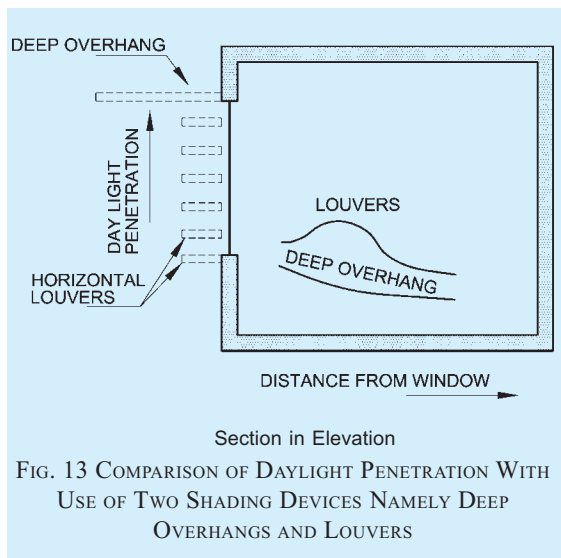 DEEP OVERHANG
DAY LIGHT
PENETRATION
LOUVERS
DEEP OVERHANG
HORIZONTAL
LOUVERS
DISTANCE FROM WINDOW
Section in Elevation
FIG. 13 COMPARISON OF DAYLIGHT PENETRATION WITH
USE OF TWO SHADING DEVICES NAMELY DEEP
OVERHANGS AND LOUVERS